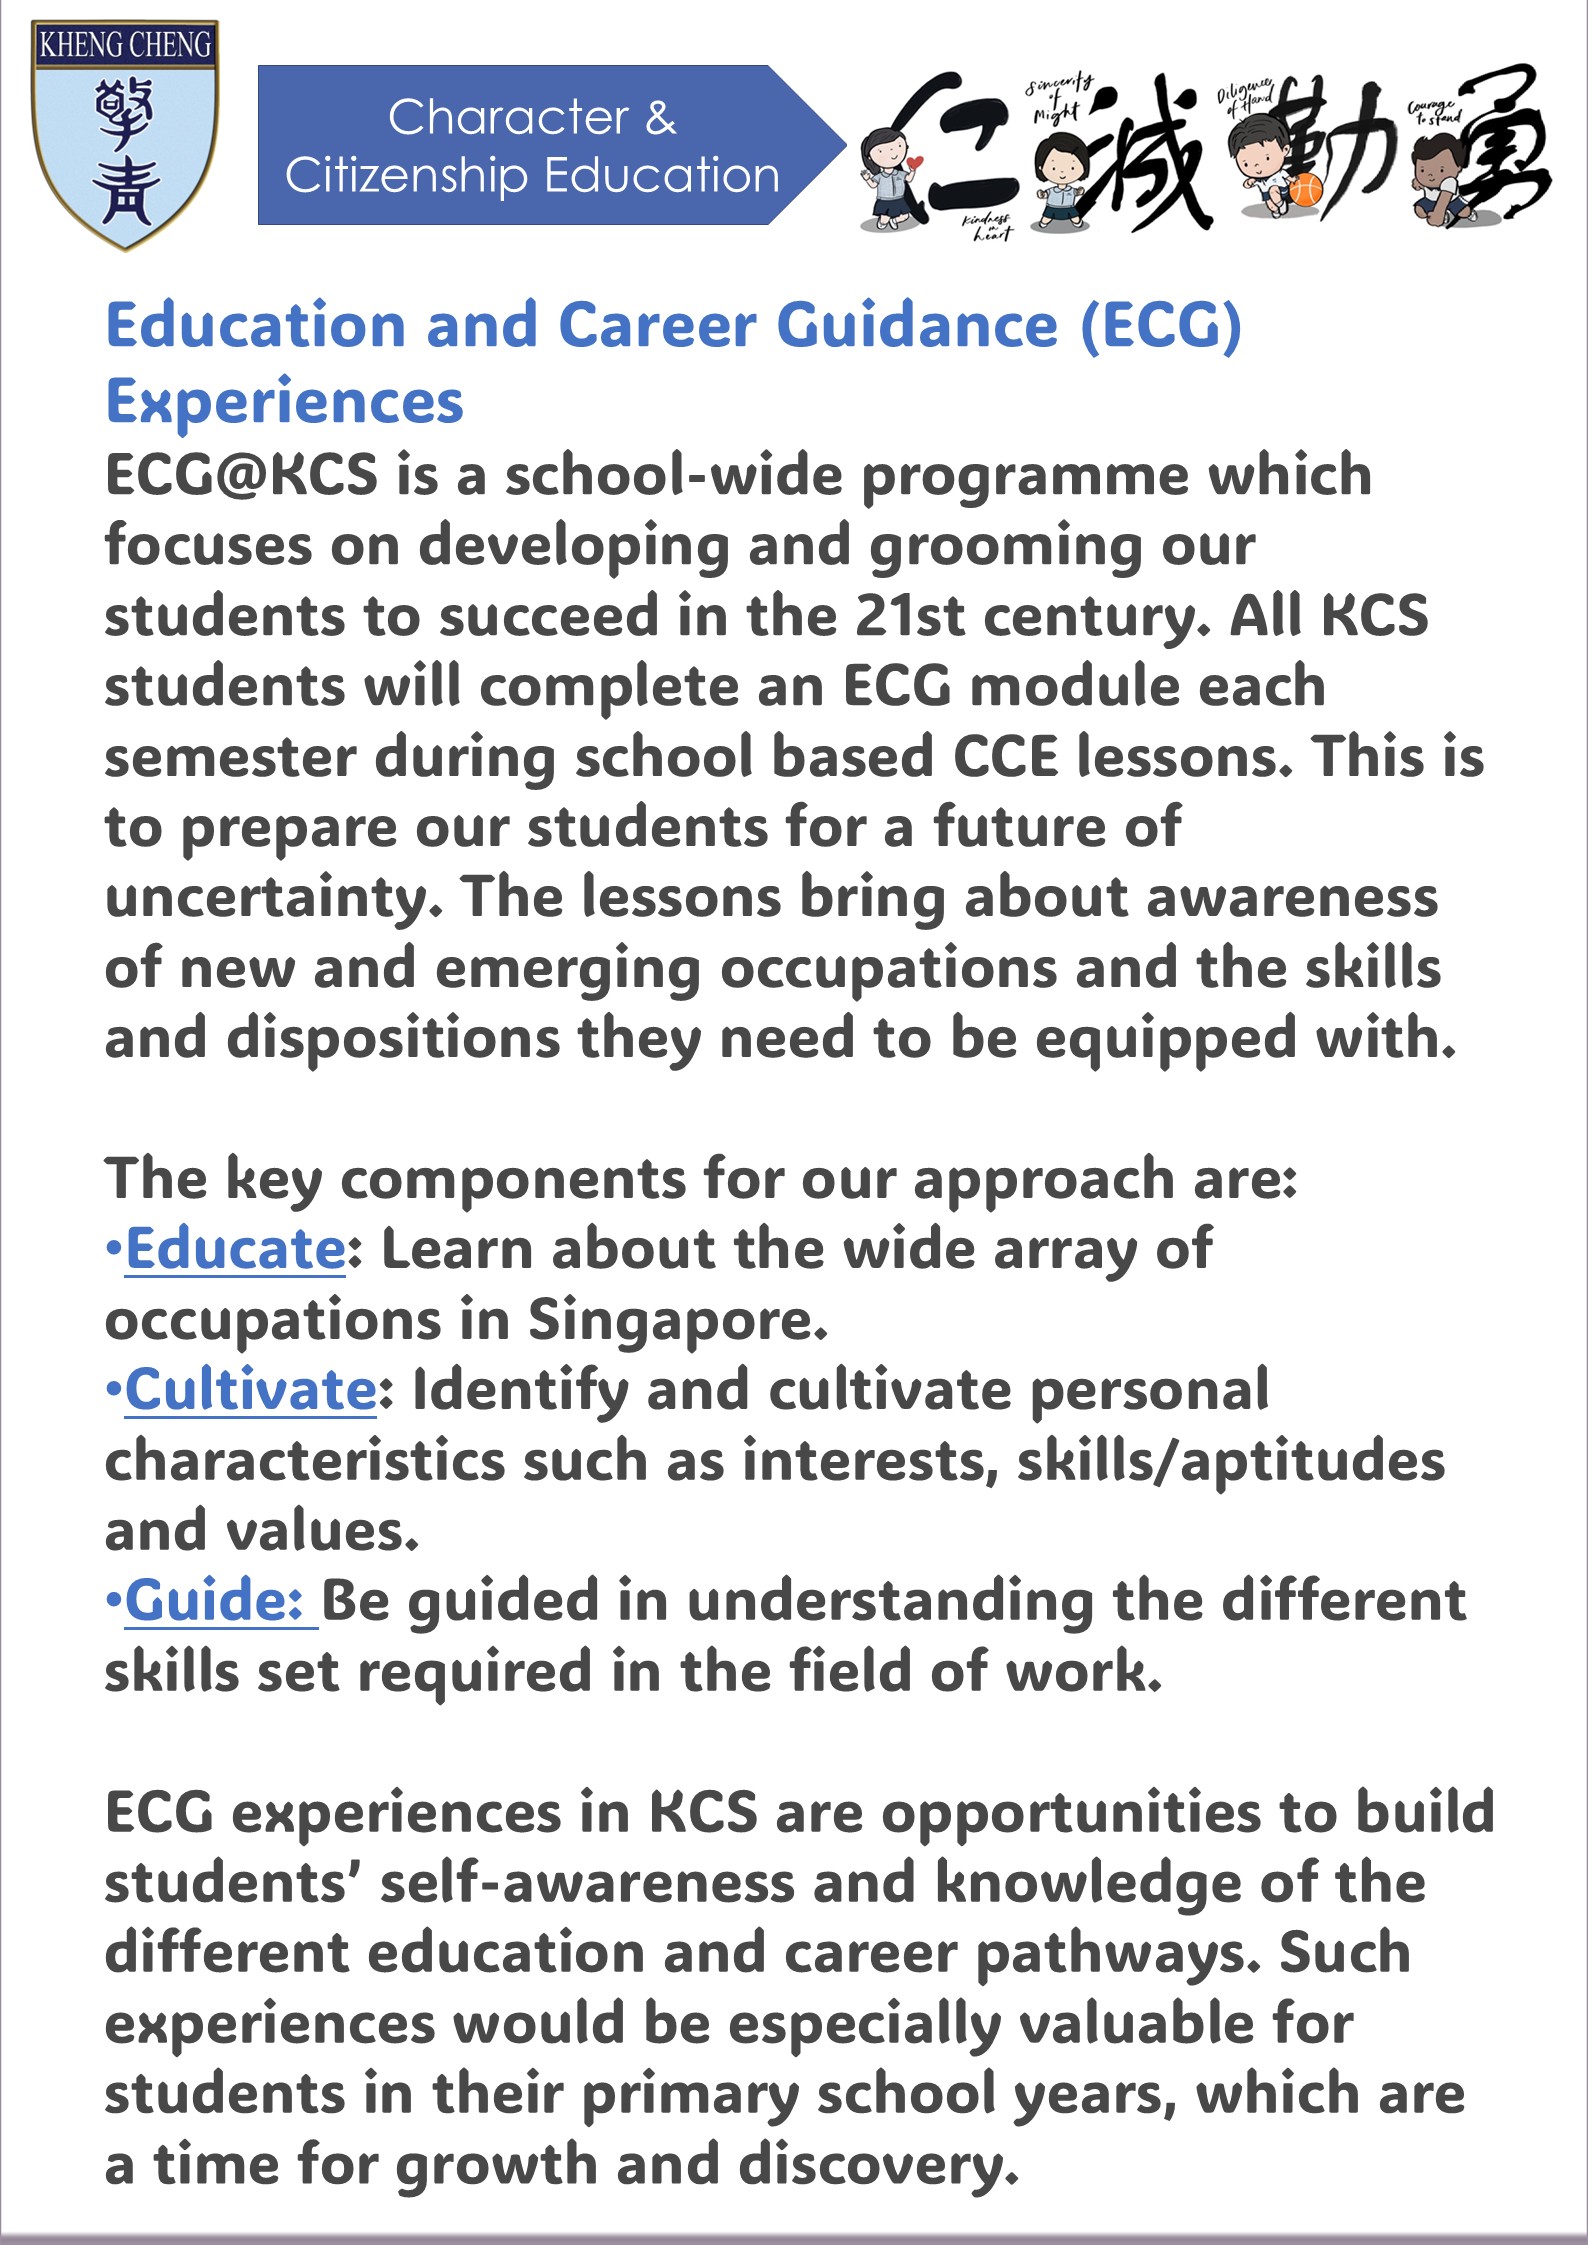 KHENG CHENG
擎
青
Character &
Citizenship Education
仁 诚 勤 勇
Kindness
in
heart
Sincerity
of
Might
Diligence
of Hand
Courage
to stand
Education and Career Guidance (ECG)
Experiences
ECG@KCS is a school-wide programme which
focuses on developing and grooming our
students to succeed in the 21st century. All KCS
students will complete an ECG module each
semester during school based CCE lessons. This is
to prepare our students for a future of
uncertainty. The lessons bring about awareness
of new and emerging occupations and the skills
and dispositions they need to be equipped with.
The key components for our approach are:
•Educate: Learn about the wide array of
occupations in Singapore.
•Cultivate: Identify and cultivate personal
characteristics such as interests, skills/aptitudes
and values.
•Guide: Be guided in understanding the different
skills set required in the field of work.
ECG experiences in KCS are opportunities to build
students’ self-awareness and knowledge of the
different education and career pathways. Such
experiences would be especially valuable for
students in their primary school years, which are
a time for growth and discovery.